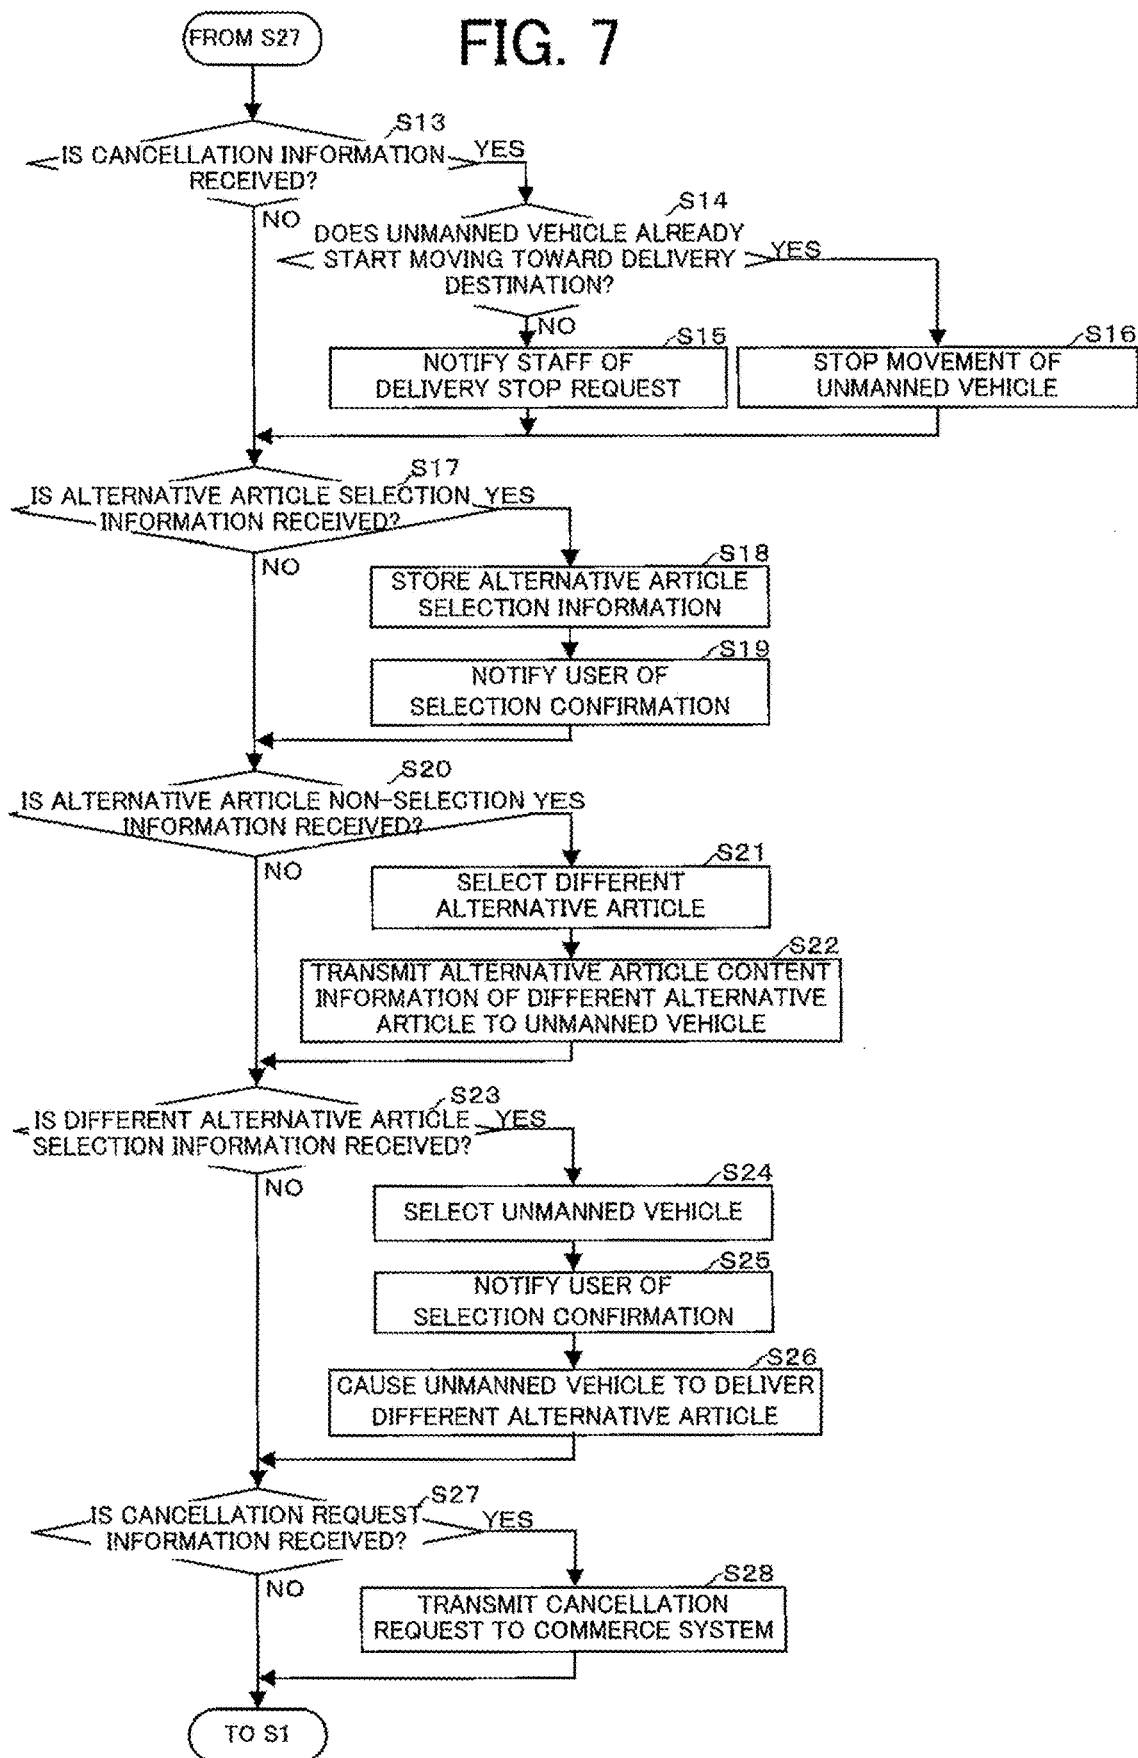 FIG. 7
FROM S27
S13
IS CANCELLATION INFORMATION
RECEIVED?
YES
NO
S14
DOES UNMANNED VEHICLE ALREADY
START MOVING TOWARD DELIVERY
DESTINATION?
YES
NO
S15
NOTIFY STAFF OF
DELIVERY STOP REQUEST
S16
STOP MOVEMENT OF
UNMANNED VEHICLE
S17
IS ALTERNATIVE ARTICLE SELECTION
INFORMATION RECEIVED?
YES
NO
S18
STORE ALTERNATIVE ARTICLE
SELECTION INFORMATION
S19
NOTIFY USER OF
SELECTION CONFIRMATION
S20
IS ALTERNATIVE ARTICLE NON-SELECTION
INFORMATION RECEIVED?
YES
NO
S21
SELECT DIFFERENT
ALTERNATIVE ARTICLE
S22
TRANSMIT ALTERNATIVE ARTICLE CONTENT
INFORMATION OF DIFFERENT ALTERNATIVE
ARTICLE TO UNMANNED VEHICLE
S23
IS DIFFERENT ALTERNATIVE ARTICLE
SELECTION INFORMATION RECEIVED?
YES
NO
S24
SELECT UNMANNED VEHICLE
S25
NOTIFY USER OF
SELECTION CONFIRMATION
S26
CAUSE UNMANNED VEHICLE TO DELIVER
DIFFERENT ALTERNATIVE ARTICLE
S27
IS CANCELLATION REQUEST
INFORMATION RECEIVED?
YES
NO
S28
TRANSMIT CANCELLATION
REQUEST TO COMMERCE SYSTEM
TO S1